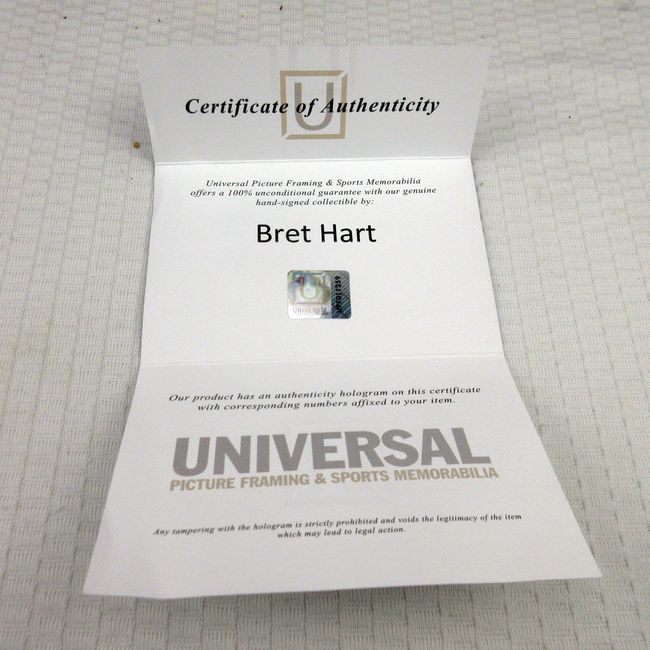 U
Certificate of Authenticity
Universal Picture Framing & Sports Memorabilia
offers a 100% unconditional guarantee with our genuine
hand-signed collectible by:
Bret Hart
U
UNIVERSAL
Our product has an authenticity hologram on this certificate
with corresponding numbers affixed to your item.
UNIVERSAL
PICTURE FRAMING & SPORTS MEMORABILIA
Any tampering with the hologram is strictly prohibited and voids the legitimacy of the item
which may lead to legal action.